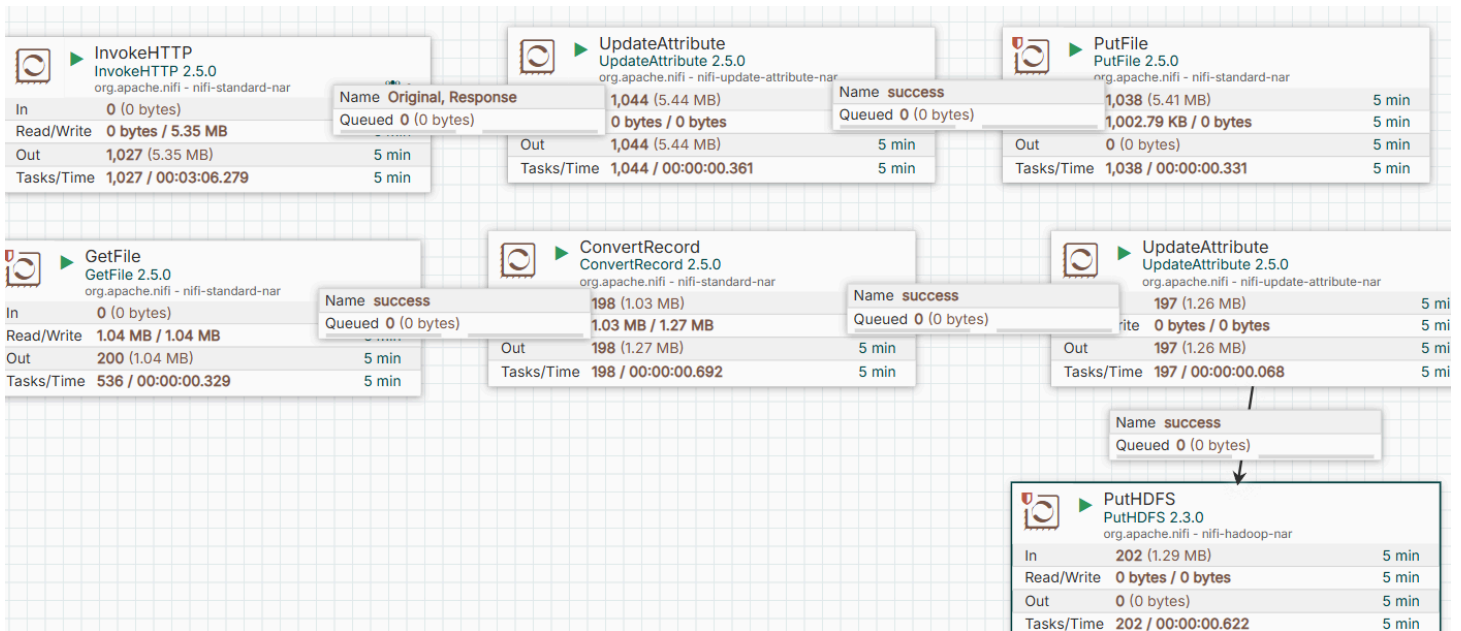 InvokeHTTP
InvokeHTTP 2.5.0
org.apache.nifi - nifi-standard-nar
In 0 (0 bytes)
Read/Write 0 bytes / 5.35 MB
Out 1,027 (5.35 MB) 5 min
Tasks/Time 1,027 / 00:03:06.279 5 min
Name Original, Response
Queued 0 (0 bytes)
UpdateAttribute
UpdateAttribute 2.5.0
org.apache.nifi - nifi-update-attribute-nar
1,044 (5.44 MB)
0 bytes / 0 bytes
Out 1,044 (5.44 MB) 5 min
Tasks/Time 1,044 / 00:00:00.361 5 min
Name success
Queued 0 (0 bytes)
PutFile
PutFile 2.5.0
org.apache.nifi - nifi-standard-nar
1,038 (5.41 MB) 5 min
1,002.79 KB / 0 bytes 5 min
Out 0 (0 bytes) 5 min
Tasks/Time 1,038 / 00:00:00.331 5 min
GetFile
GetFile 2.5.0
org.apache.nifi - nifi-standard-nar
In 0 (0 bytes)
Read/Write 1.04 MB / 1.04 MB
Out 200 (1.04 MB) 5 min
Tasks/Time 536 / 00:00:00.329 5 min
Name success
Queued 0 (0 bytes)
ConvertRecord
ConvertRecord 2.5.0
org.apache.nifi - nifi-standard-nar
198 (1.03 MB)
1.03 MB / 1.27 MB
Out 198 (1.27 MB) 5 min
Tasks/Time 198 / 00:00:00.692 5 min
Name success
Queued 0 (0 bytes)
UpdateAttribute
UpdateAttribute 2.5.0
org.apache.nifi - nifi-update-attribute-nar
197 (1.26 MB) 5 mi
rite 0 bytes / 0 bytes 5 mi
Out 197 (1.26 MB) 5 mi
Tasks/Time 197 / 00:00:00.068 5 mi
Name success
Queued 0 (0 bytes)
PutHDFS
PutHDFS 2.3.0
org.apache.nifi - nifi-hadoop-nar
In 202 (1.29 MB) 5 min
Read/Write 0 bytes / 0 bytes 5 min
Out 0 (0 bytes) 5 min
Tasks/Time 202 / 00:00:00.622 5 min